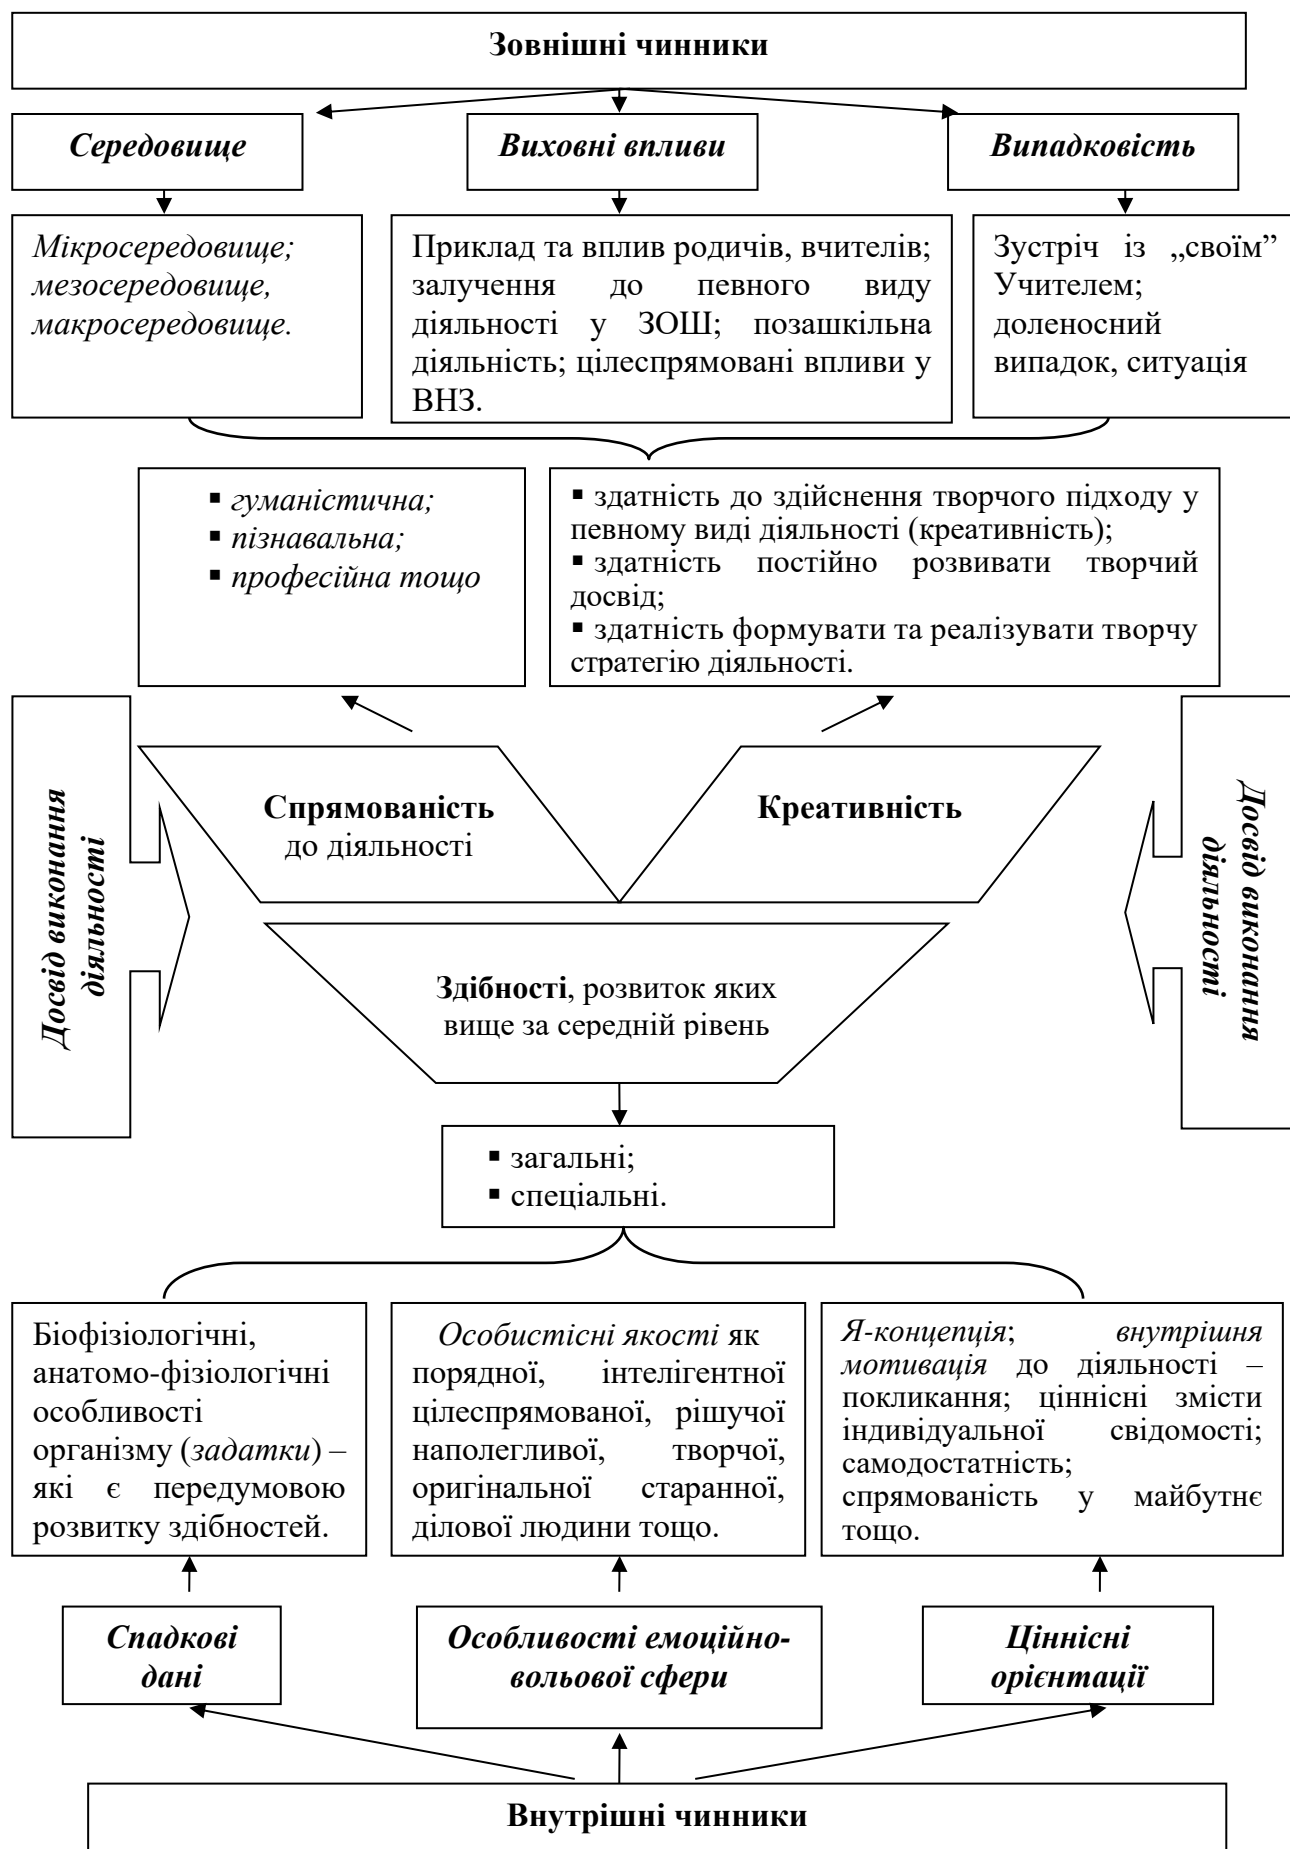 Зовнішні чинники
Середовище
Виховні впливи
Випадковість
Мікросередовище;
мезосередовище,
макросередовище.
Приклад та вплив родичів, вчителів;
залучення до певного виду
діяльності у ЗОШ; позашкільна
діяльність; цілеспрямовані впливи у
ВНЗ.
Зустріч із „своїм”
Учителем;
доленосний
випадок, ситуація
▪ гуманістична;
▪ пізнавальна;
▪ професійна тощо
▪ здатність до здійснення творчого підходу у
певному виді діяльності (креативність);
▪ здатність постійно розвивати творчий
досвід;
▪ здатність формувати та реалізувати творчу
стратегію діяльності.
Досвід виконання
діяльності
Спрямованість
до діяльності
Креативність
Досвід виконання
діяльності
Здібності, розвиток яких
вище за середній рівень
▪ загальні;
▪ спеціальні.
Біофізіологічні,
анатомо-фізіологічні
особливості
організму (задатки) –
які є передумовою
розвитку здібностей.
Особистісні якості як
порядної, інтелігентної
цілеспрямованої, рішучої
наполегливої, творчої,
оригінальної старанної,
ділової людини тощо.
Я-концепція; внутрішня
мотивація до діяльності –
покликання; ціннісні змісти
індивідуальної свідомості;
самодостатність;
спрямованість у майбутнє
тощо.
Спадкові
дані
Особливості емоційно-
вольової сфери
Ціннісні
орієнтації
Внутрішні чинники